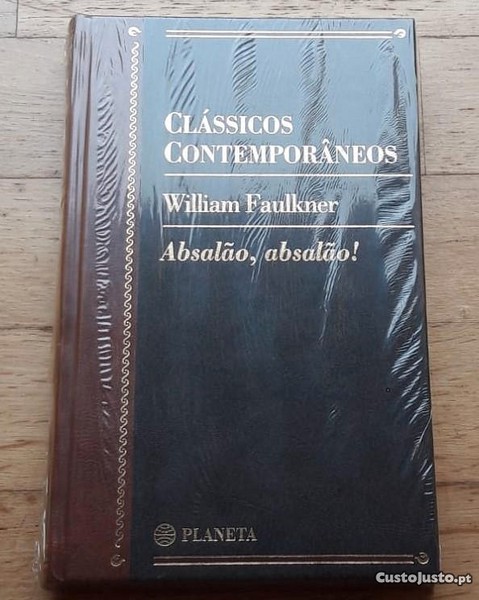 CLÁSSICOS
CONTEMPORÂNEOS
William Faulkner
Absalão, absalão!
PLANETA
CustoJusto.pt